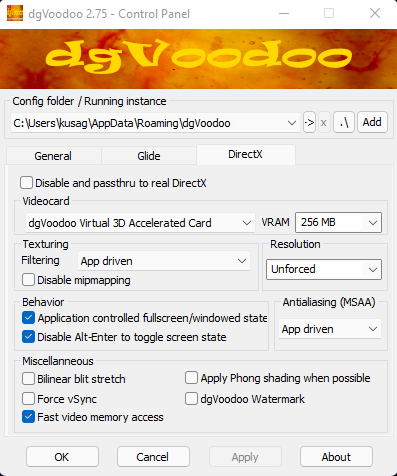 dgVoodoo 2.75 - Control Panel
dgVoodoo
Config folder / Running instance
C:\Users\kusag\AppData\Roaming\dgVoodoo -> x .\ Add
General Glide DirectX
Disable and passthru to real DirectX
Videocard
dgVoodoo Virtual 3D Accelerated Card VRAM 256 MB
Texturing Resolution
Filtering App driven Unforced
Disable mipmapping
Behavior Antialiasing (MSAA)
Application controlled fullscreen/windowed state App driven
Disable Alt-Enter to toggle screen state
Miscellaneous
Bilinear blit stretch Apply Phong shading when possible
Force vSync dgVoodoo Watermark
Fast video memory access
OK Cancel Apply About